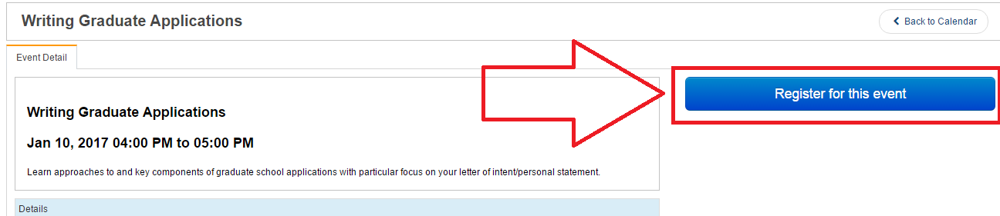 Writing Graduate Applications
Back to Calendar
Event Detail
Writing Graduate Applications
Jan 10, 2017 04:00 PM to 05:00 PM
Learn approaches to and key components of graduate school applications with particular focus on your letter of intent/personal statement.
Register for this event
Details